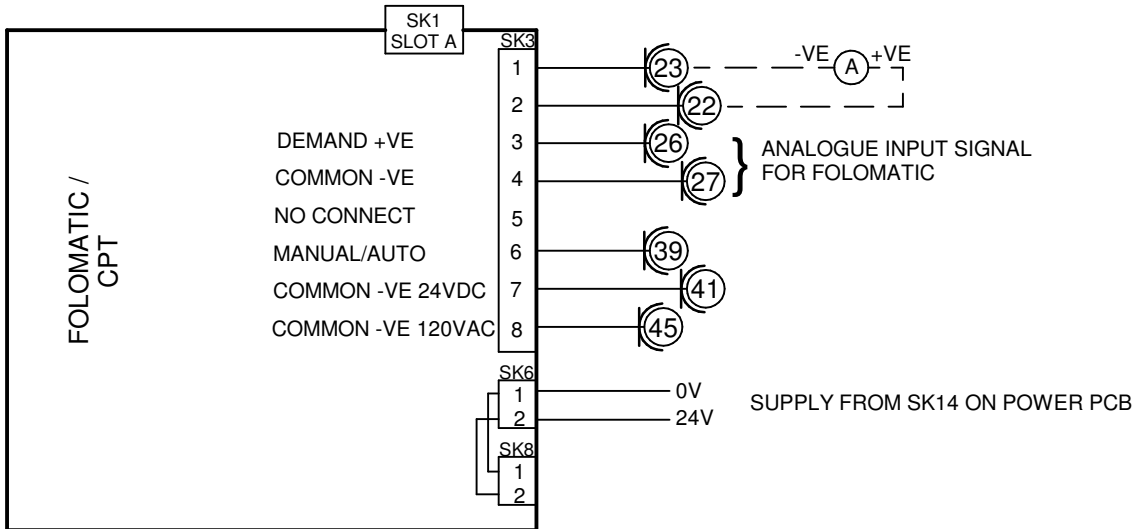 SK1
SLOT A
SK3
1
23
-VE
A
+VE
2
22
DEMAND +VE
3
26
ANALOGUE INPUT SIGNAL
FOR FOLOMATIC
COMMON -VE
4
27
NO CONNECT
5
MANUAL/AUTO
6
39
COMMON -VE 24VDC
7
41
COMMON -VE 120VAC
8
45
FOLOMATIC /
CPT
SK6
1
0V
2
24V
SUPPLY FROM SK14 ON POWER PCB
SK8
1
2